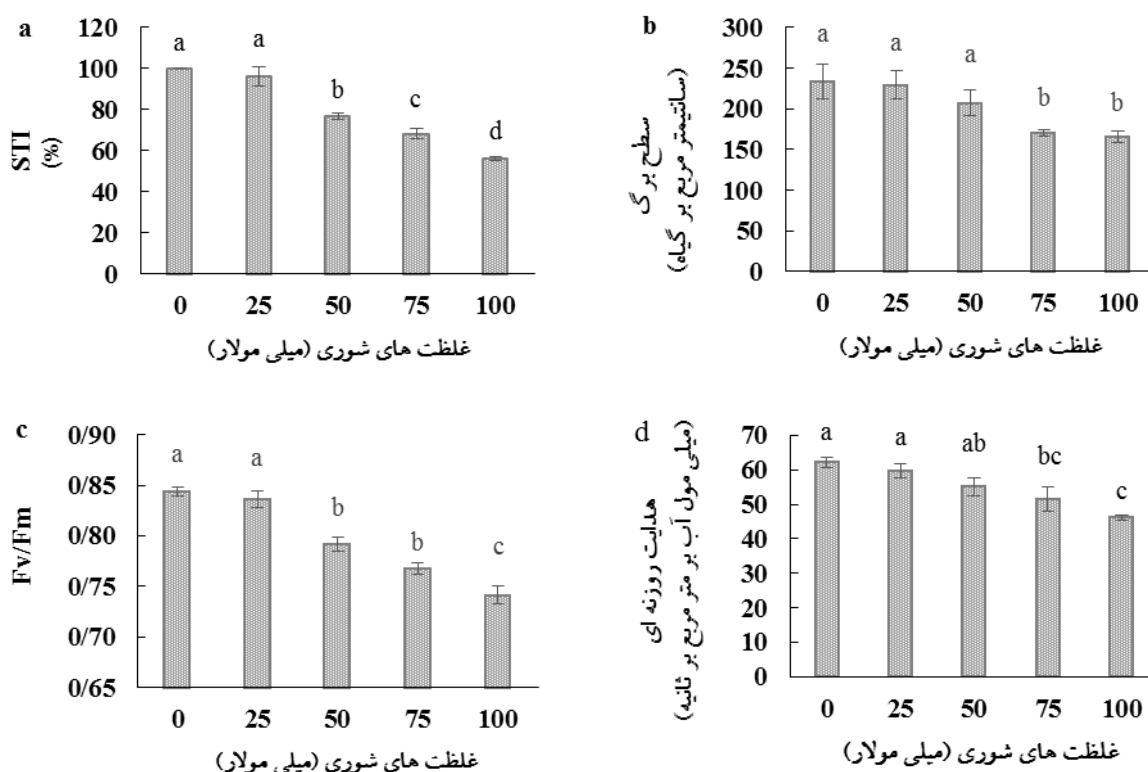 a
STI
(%)
120
100
80
60
40
20
0
a
a
b
c
d
0 25 50 75 100
غلظت های شوری (میلی مولار)
b
سطح برگ
(سانتیمتر مربع بر گیاه)
300
250
200
150
100
50
0
a
a
a
b
b
0 25 50 75 100
غلظت های شوری (میلی مولار)
c
Fv/Fm
0/90
0/85
0/80
0/75
0/70
0/65
a
a
b
b
c
0 25 50 75 100
غلظت های شوری (میلی مولار)
d
هدایت روزنه ای
(میلی مول آب بر متر مربع بر ثانیه)
70
60
50
40
30
20
10
0
a
a
ab
bc
c
0 25 50 75 100
غلظت های شوری (میلی مولار)